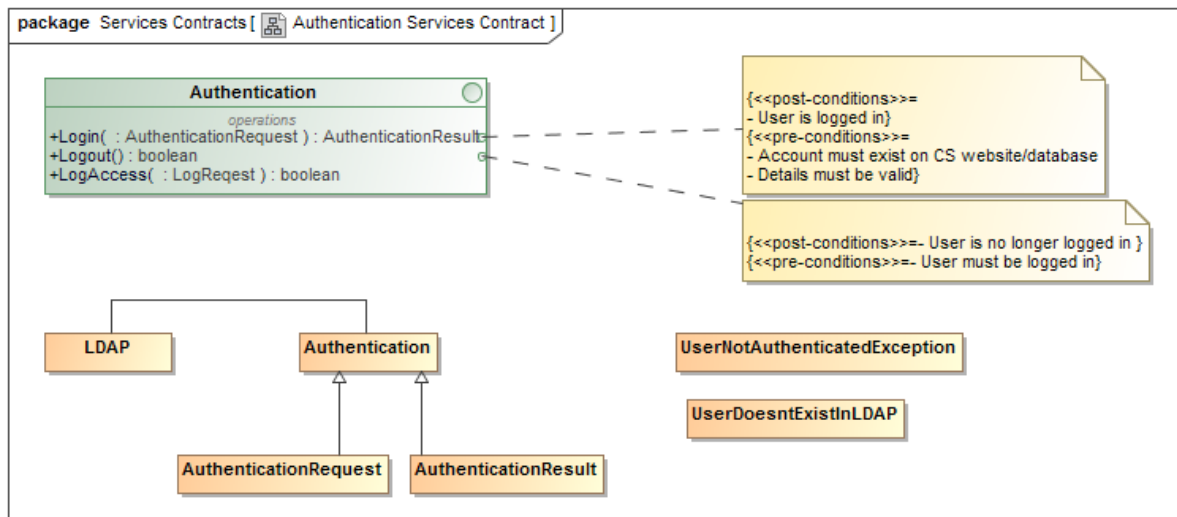 package Services Contracts [ Authentication Services Contract ]
Authentication
operations
+Login( : AuthenticationRequest ) : AuthenticationResult
+Logout() : boolean
+LogAccess( : LogReqest ) : boolean
{<<post-conditions>>=
- User is logged in}
{<<pre-conditions>>=
- Account must exist on CS website/database
- Details must be valid}
{<<post-conditions>>=- User is no longer logged in }
{<<pre-conditions>>=- User must be logged in}
LDAP
Authentication
UserNotAuthenticatedException
UserDoesntExistInLDAP
AuthenticationRequest
AuthenticationResult